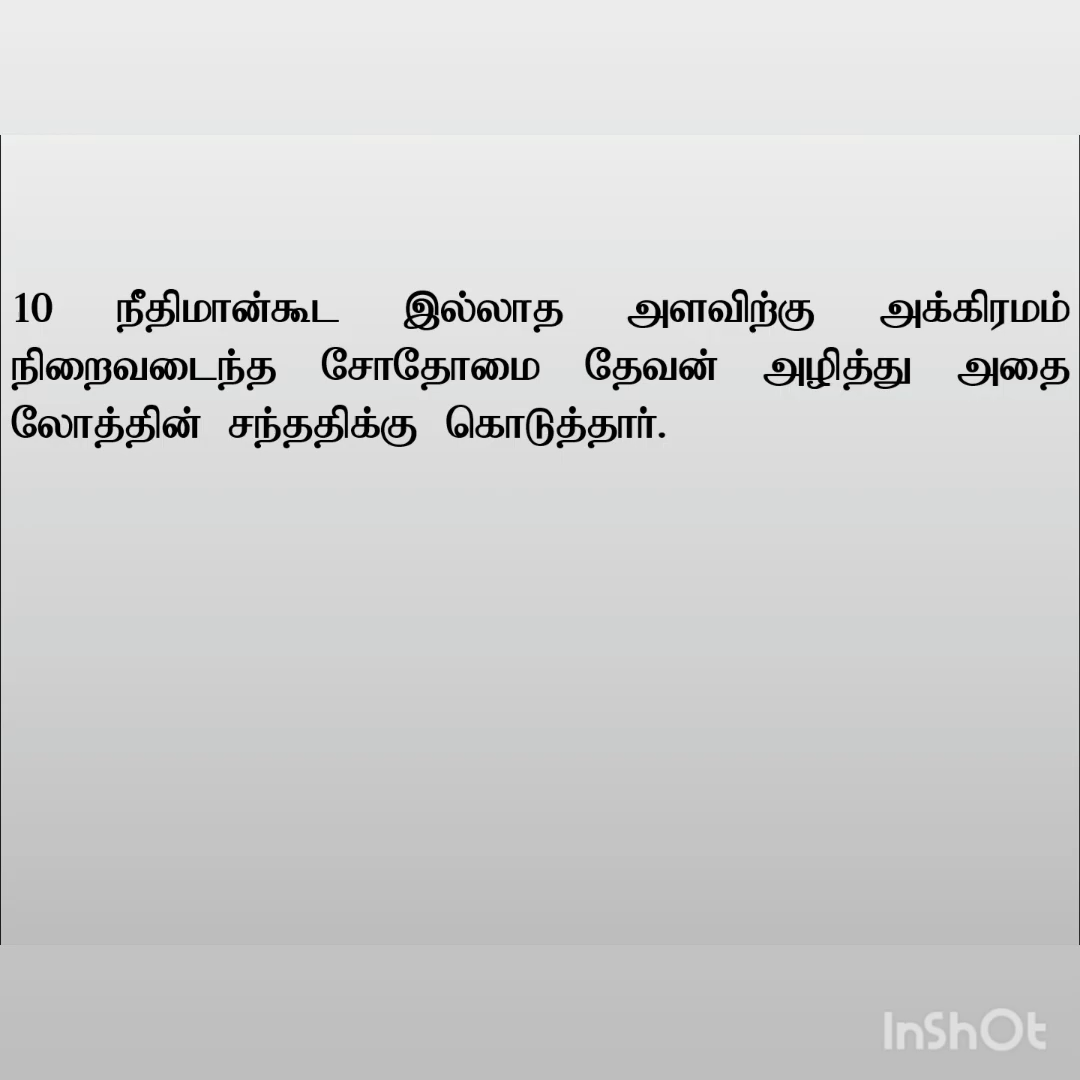 10 நீதிமான்கூட இல்லாத அளவிற்கு அக்கிரமம்
நிறைவடைந்த சோதோமை தேவன் அழித்து அதை
லோத்தின் சந்ததிக்கு கொடுத்தார்.
InShOt